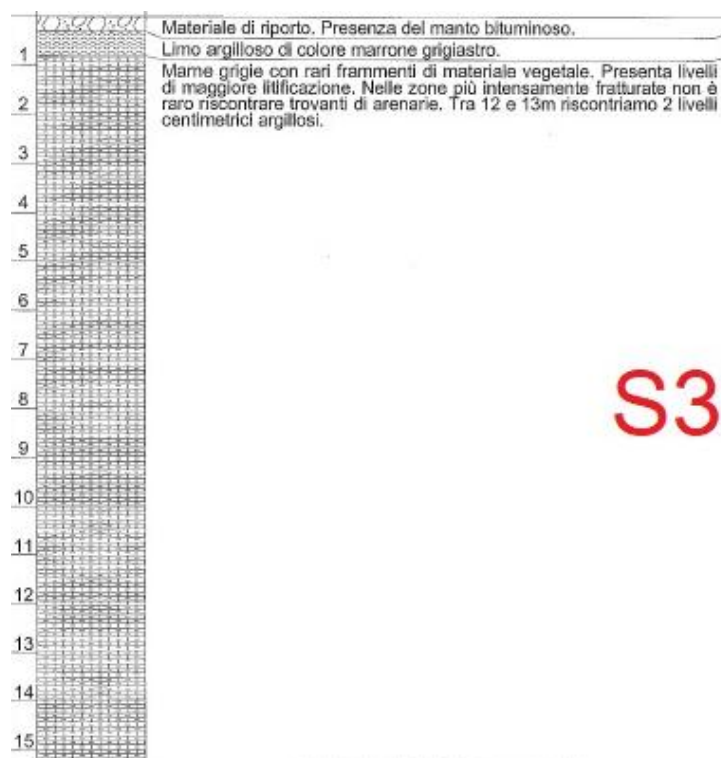 Materiale di riporto. Presenza del manto bituminoso.
Limo argilloso di colore marrone grigiastro.
Marne grigie con rari frammenti di materiale vegetale. Presenta livelli
di maggiore litificazione. Nelle zone più intensamente fratturate non è
raro riscontrare trovanti di arenarie. Tra 12 e 13m riscontriamo 2 livelli
centimetrici argillosi.
1
2
3
4
5
6
7
8
9
10
11
12
13
14
15
S3